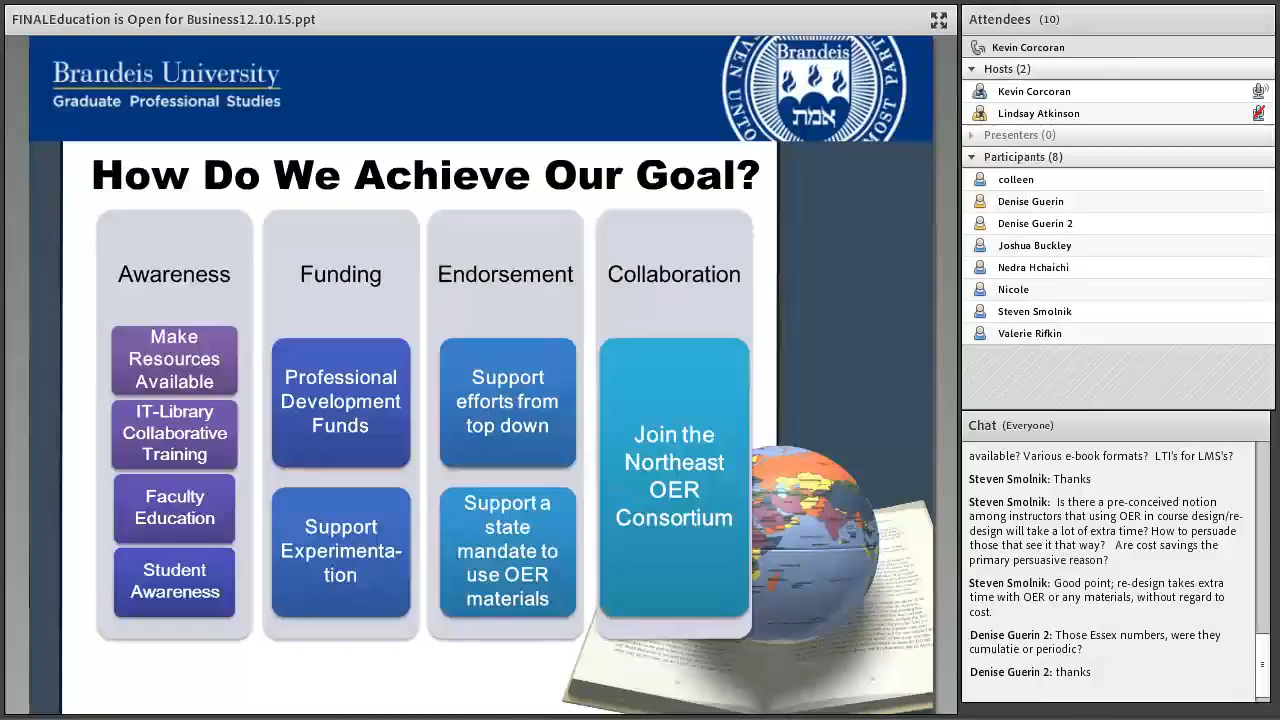 FINALEducation is Open for Business12.10.15.ppt
Brandeis University
Graduate Professional Studies
Brandeis
אמת
How Do We Achieve Our Goal?
Awareness
Make
Resources
Available
IT-Library
Collaborative
Training
Faculty
Education
Student
Awareness
Funding
Professional
Development
Funds
Support
Experimenta-
tion
Endorsement
Support
efforts from
top down
Support a
state
mandate to
use OER
materials
Collaboration
Join the
Northeast
OER
Consortium
Attendees (10)
Kevin Corcoran
Hosts (2)
Kevin Corcoran
Lindsay Atkinson
Presenters (0)
Participants (8)
colleen
Denise Guerin
Denise Guerin 2
Joshua Buckley
Nedra Hchaichi
Nicole
Steven Smolnik
Valerie Rifkin
Chat (Everyone)
available? Various e-book formats? LTI's for LMS's?
Steven Smolnik: Thanks
Steven Smolnik: Is there a pre-conceived notion
among instructors that using OER in course design/re-
design will take of extra time? How to persuade
those that see it that way? Are cost savings the
primary persuasive reason?
Steven Smolnik: Great point; re-design takes extra
time with OER or any materials, without regard to
cost.
Denise Guerin 2: in the Essex numbers, were they
cumulatie or periodic?
Denise Guerin 2: thanks